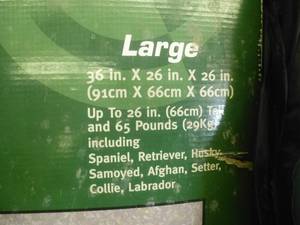 Large
36 in. X 26 in. X 26 in.
(91cm X 66cm X 66cm)
Up To 26 in. (66cm) Tall
and 65 Pounds (29Kg)
including
Spaniel, Retriever, Husky,
Samoyed, Afghan, Setter,
Collie, Labrador